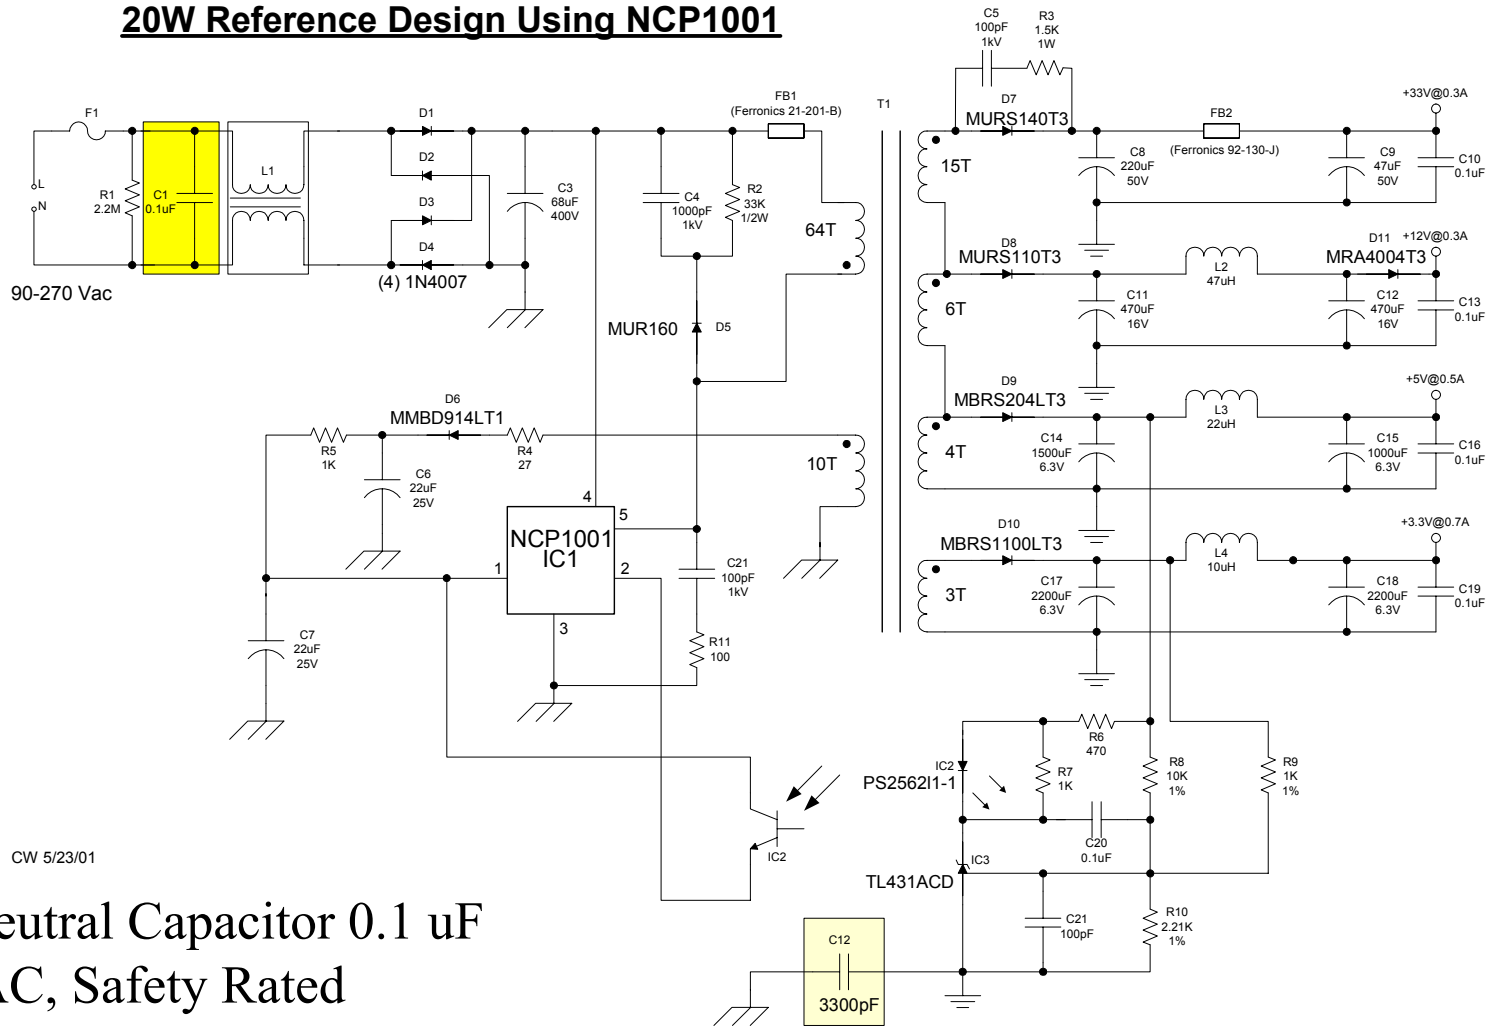 20W Reference Design Using NCP1001
C5
100pF
1kV
R3
1.5K
1W
F1
D1
FB1
(Ferronics 21-201-B)
T1
D7
MURS140T3
FB2
(Ferronics 92-130-J)
+33V@0.3A
L
N
R1
2.2M
C1
0.1uF
L1
D2
D3
D4
(4) 1N4007
C3
68uF
400V
C4
1000pF
1kV
R2
33K
1/2W
64T
15T
C8
220uF
50V
C9
47uF
50V
C10
0.1uF
90-270 Vac
D8
MURS110T3
L2
47uH
D11
MRA4004T3
+12V@0.3A
MUR160
D5
6T
C11
470uF
16V
C12
470uF
16V
C13
0.1uF
D6
MMBD914LT1
D9
MBRS204LT3
L3
22uH
+5V@0.5A
R5
1K
R4
27
C6
22uF
25V
10T
4T
C14
1500uF
6.3V
C15
1000uF
6.3V
C16
0.1uF
4
5
NCP1001
IC1
1
2
3
D10
MBRS1100LT3
L4
10uH
+3.3V@0.7A
C21
100pF
1kV
3T
C17
2200uF
6.3V
C18
2200uF
6.3V
C19
0.1uF
C7
22uF
25V
R11
100
R6
470
IC2
PS2562I1-1
R7
1K
R8
10K
1%
R9
1K
1%
IC2
C20
0.1uF
CW 5/23/01
IC3
TL431ACD
C21
100pF
R10
2.21K
1%
C12
3300pF
eutral Capacitor 0.1 uF
AC, Safety Rated